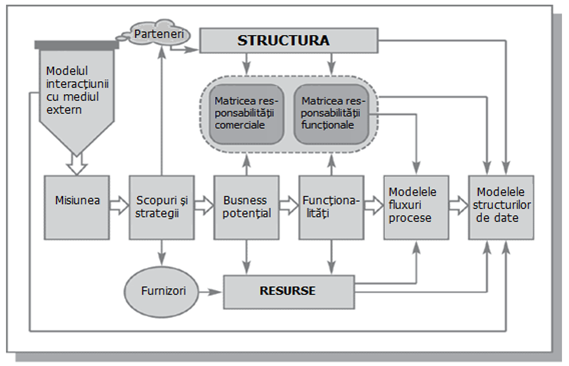 Parteneri
STRUCTURA
Modelul
interacțiunii
cu mediul
extern
Matricea res-
ponsabilității
comerciale
Matricea res-
ponsabilității
funcționale
Misiunea
Scopuri și
strategii
Busness
potențial
Funcționa-
lități
Modelele
fluxuri
procese
Modelele
structurilor
de date
Furnizori
RESURSE